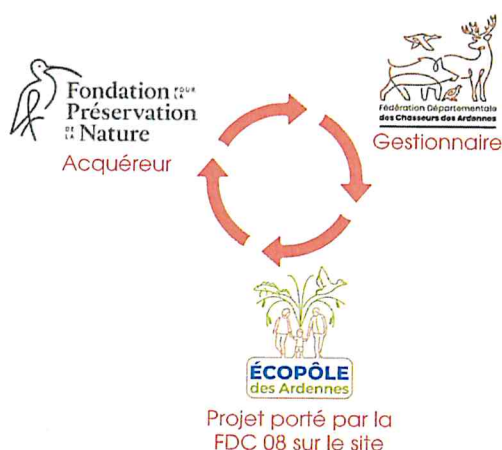 Fondation POUR LA
Préservation
DE LA Nature
Acquéreur
Fédération Départementale
des Chasseurs des Ardennes
Gestionnaire
ÉCOPÔLE
des Ardennes
Projet porté par la
FDC 08 sur le site